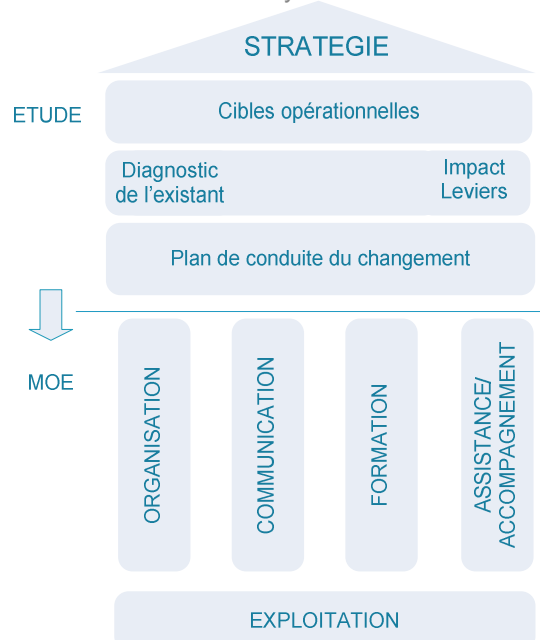 STRATEGIE
ETUDE
Cibles opérationnelles
Diagnostic
de l'existant
Impact
Leviers
Plan de conduite du changement
MOE
ORGANISATION
COMMUNICATION
FORMATION
ASSISTANCE/
ACCOMPAGNEMENT
EXPLOITATION